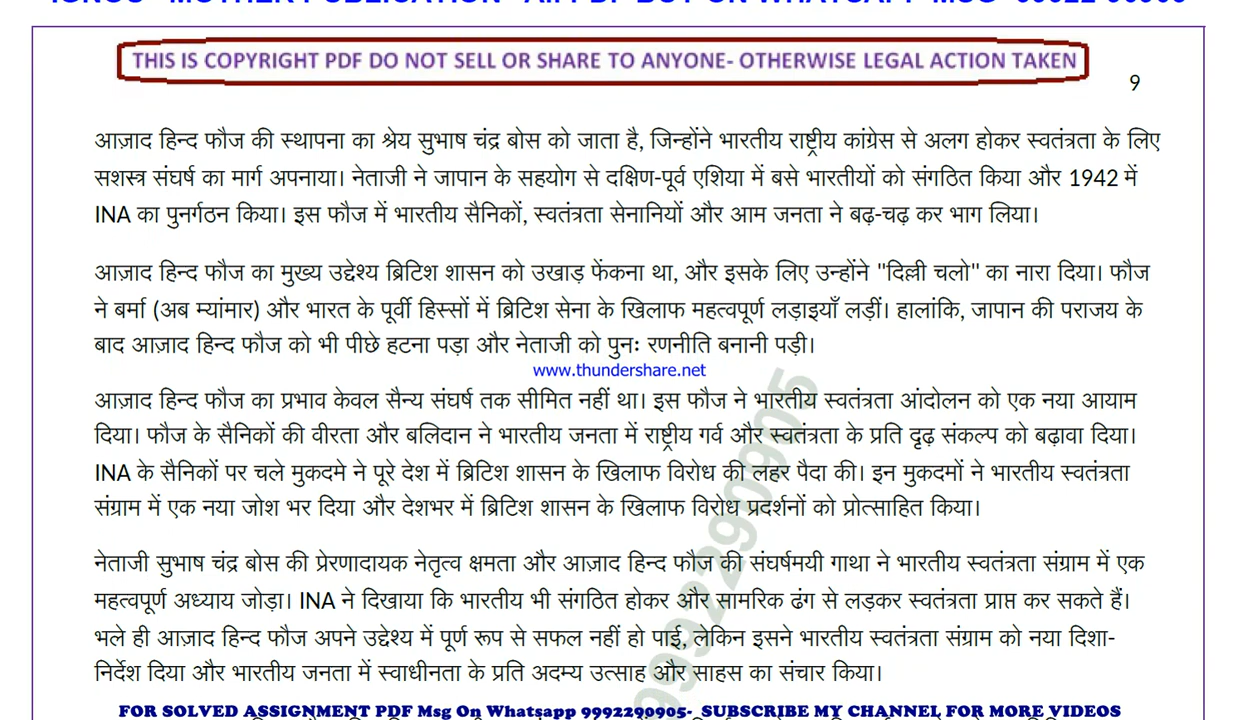 THIS IS COPYRIGHT PDF DO NOT SELL OR SHARE TO ANYONE- OTHERWISE LEGAL ACTION TAKEN
9
आज़ाद हिन्द फौज की स्थापना का श्रेय सुभाष चंद्र बोस को जाता है, जिन्होंने भारतीय राष्ट्रीय कांग्रेस से अलग होकर स्वतंत्रता के लिए
सशस्त्र संघर्ष का मार्ग अपनाया। नेताजी ने जापान के सहयोग से दक्षिण-पूर्व एशिया में बसे भारतीयों को संगठित किया और 1942 में
INA का पुनर्गठन किया। इस फौज में भारतीय सैनिकों, स्वतंत्रता सेनानियों और आम जनता ने बढ़-चढ़ कर भाग लिया।
आज़ाद हिन्द फौज का मुख्य उद्देश्य ब्रिटिश शासन को उखाड़ फेंकना था, और इसके लिए उन्होंने "दिल्ली चलो" का नारा दिया। फौज
ने बर्मा (अब म्यांमार) और भारत के पूर्वी हिस्सों में ब्रिटिश सेना के खिलाफ महत्वपूर्ण लड़ाइयाँ लड़ीं। हालांकि, जापान की पराजय के
बाद आज़ाद हिन्द फौज को भी पीछे हटना पड़ा और नेताजी को पुनः रणनीति बनानी पड़ी।
www.thundershare.net
आज़ाद हिन्द फौज का प्रभाव केवल सैन्य संघर्ष तक सीमित नहीं था। इस फौज ने भारतीय स्वतंत्रता आंदोलन को एक नया आयाम
दिया। फौज के सैनिकों की वीरता और बलिदान ने भारतीय जनता में राष्ट्रीय गर्व और स्वतंत्रता के प्रति दृढ़ संकल्प को बढ़ावा दिया।
INA के सैनिकों पर चले मुकदमे ने पूरे देश में ब्रिटिश शासन के खिलाफ विरोध की लहर पैदा की। इन मुकदमों ने भारतीय स्वतंत्रता
संग्राम में एक नया जोश भर दिया और देशभर में ब्रिटिश शासन के खिलाफ विरोध प्रदर्शनों को प्रोत्साहित किया।
नेताजी सुभाष चंद्र बोस की प्रेरणादायक नेतृत्व क्षमता और आज़ाद हिन्द फौज की संघर्षमयी गाथा ने भारतीय स्वतंत्रता संग्राम में एक
महत्वपूर्ण अध्याय जोड़ा। INA ने दिखाया कि भारतीय भी संगठित होकर और सामरिक ढंग से लड़कर स्वतंत्रता प्राप्त कर सकते हैं।
भले ही आज़ाद हिन्द फौज अपने उद्देश्य में पूर्ण रूप से सफल नहीं हो पाई, लेकिन इसने भारतीय स्वतंत्रता संग्राम को नया दिशा-
निर्देश दिया और भारतीय जनता में स्वाधीनता के प्रति अदम्य उत्साह और साहस का संचार किया।
9992290905
FOR SOLVED ASSIGNMENT PDF Msg On Whatsapp 9992290905- SUBSCRIBE MY CHANNEL FOR MORE VIDEOS